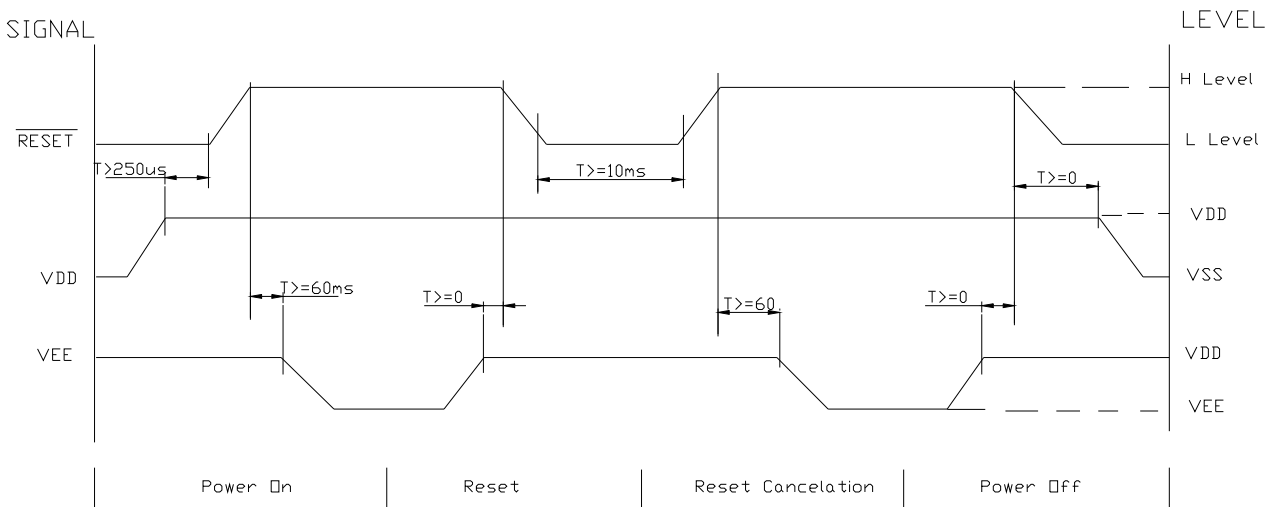 SIGNAL
LEVEL
H Level
RESET
L Level
T>250us
T>=10ms
T>=0
VDD
VDD
VSS
T>=60ms
T>=0
T>=60
T>=0
VEE
VDD
VEE
Power On
Reset
Reset Cancelation
Power Off